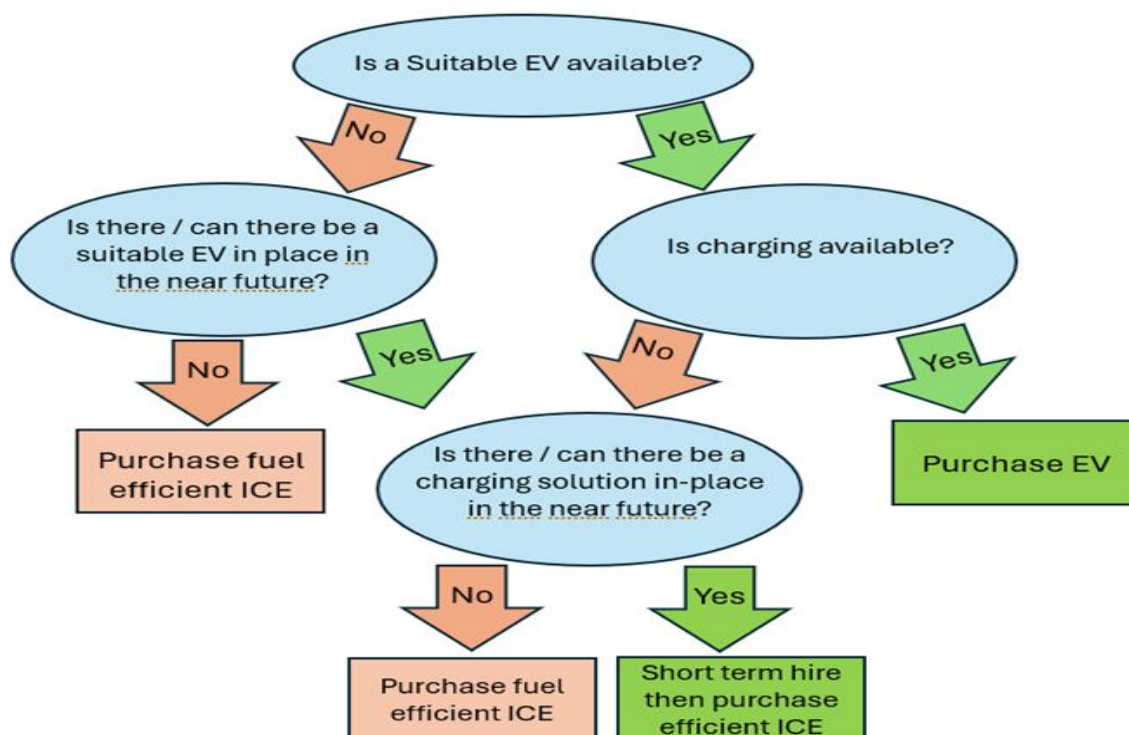 Is a Suitable EV available?
No
Yes
Is there / can there be a
suitable EV in place in
the near future?
Is charging available?
No
Yes
No
Yes
Purchase fuel
efficient ICE
Is there / can there be a
charging solution in-place
in the near future?
Purchase EV
No
Yes
Purchase fuel
efficient ICE
Short term hire
then purchase
efficient ICE